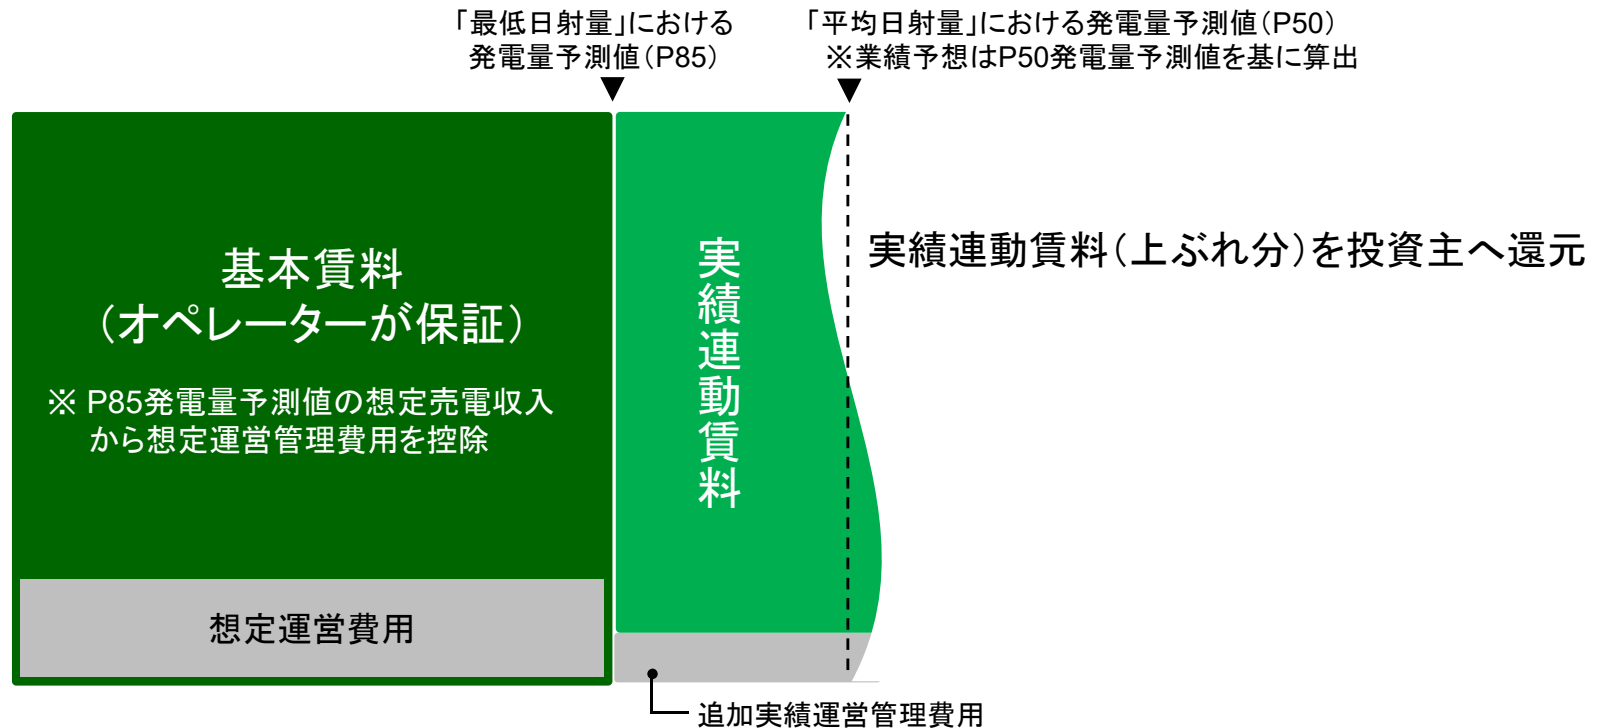 「最低日射量」における
発電量予測値（P85）
「平均日射量」における発電量予測値（P50）
※業績予想はP50発電量予測値を基に算出
基本賃料
（オペレーターが保証）
※ P85発電量予測値の想定売電収入
から想定運営管理費用を控除
想定運営費用
実績連動賃料
実績連動賃料（上ぶれ分）を投資主へ還元
追加実績運営管理費用